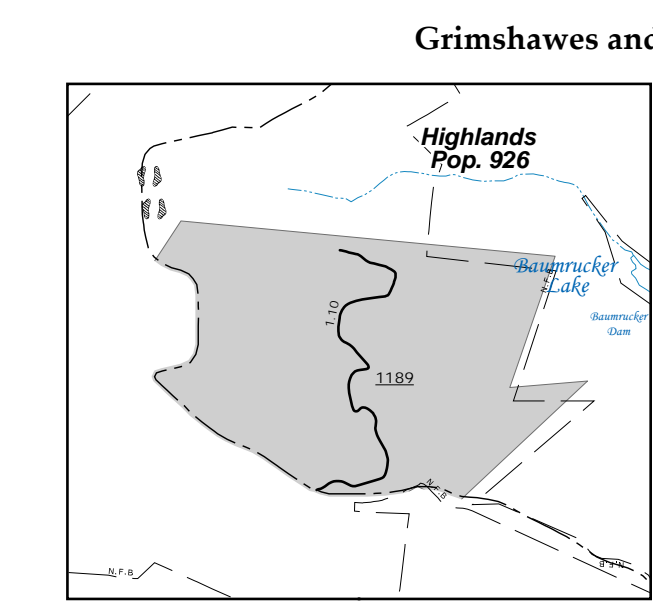 Grimshawes and
Highlands
Pop. 926
Baumrucker
Lake
N.F.B
Baumrucker
Dam
1.10
1189
N.F.B
N.F.B
N.F.B